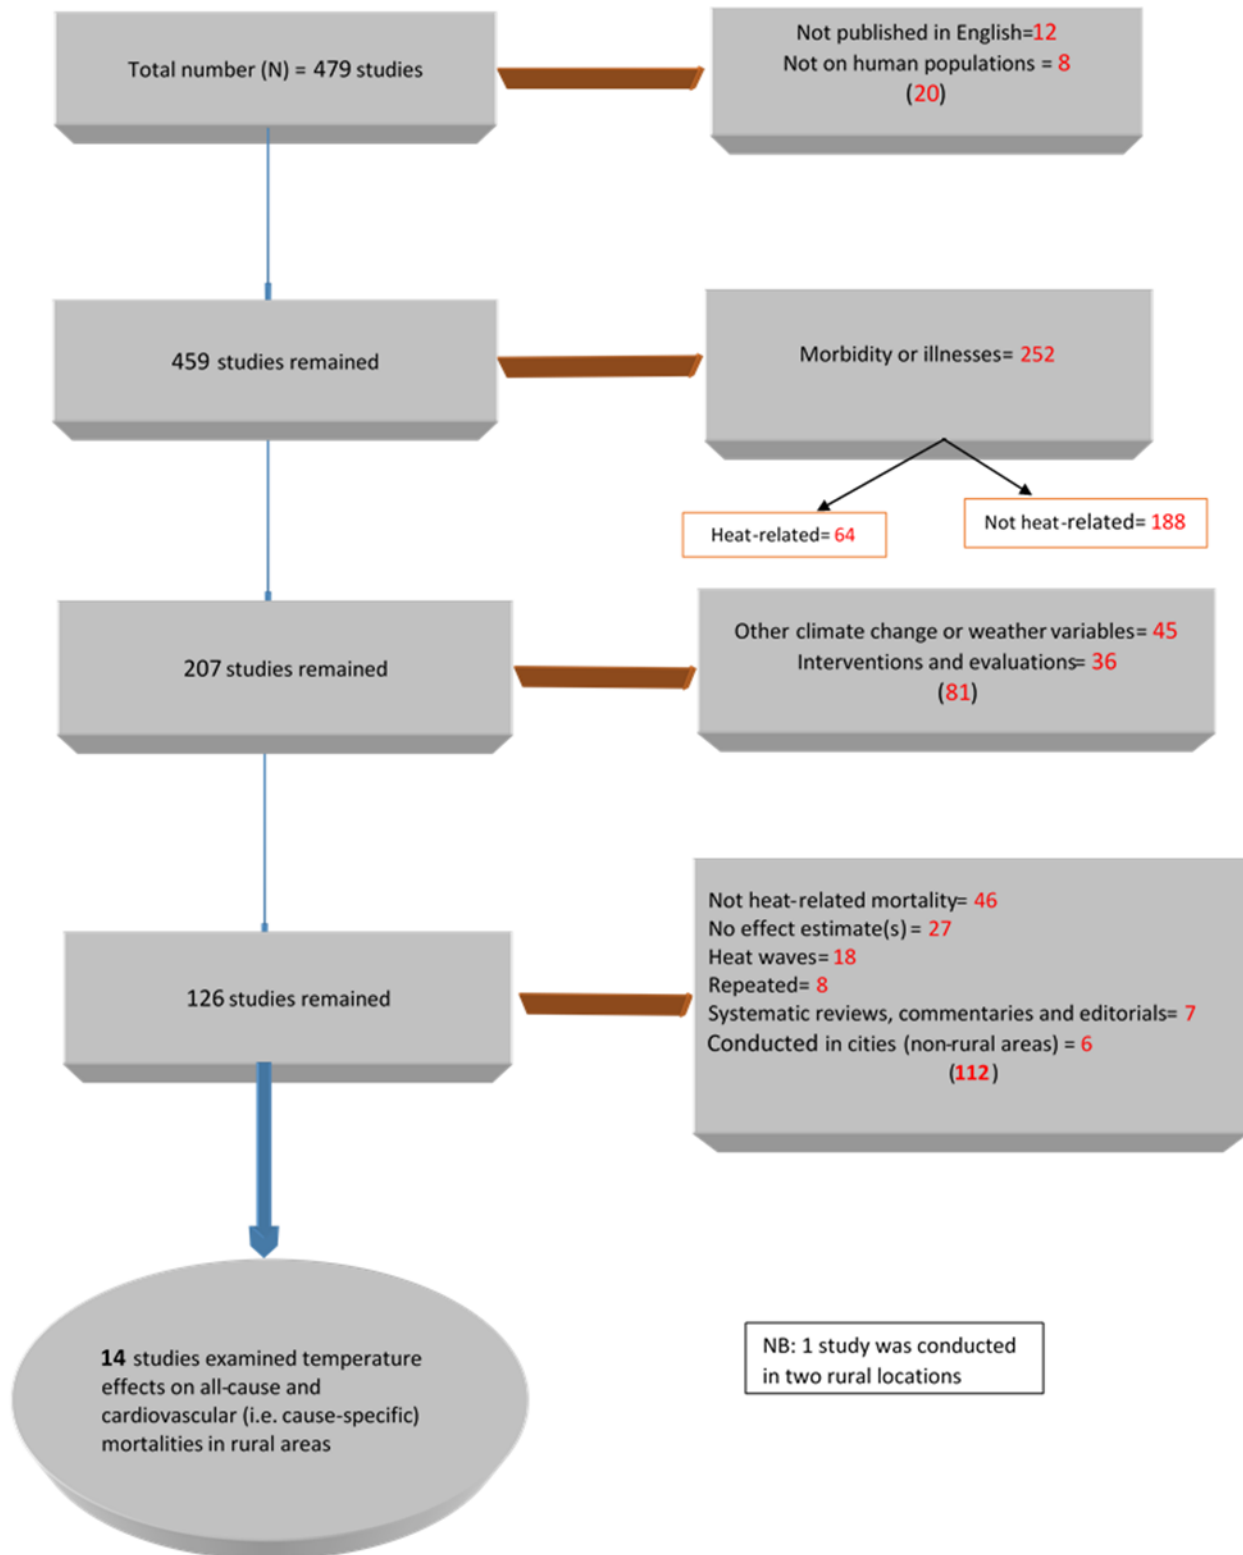 Total number (N) = 479 studies
Not published in English=12
Not on human populations = 8
(20)
459 studies remained
Morbidity or illnesses= 252
Heat-related= 64
Not heat-related= 188
207 studies remained
Other climate change or weather variables= 45
Interventions and evaluations= 36
(81)
126 studies remained
Not heat-related mortality= 46
No effect estimate(s) = 27
Heat waves= 18
Repeated= 8
Systematic reviews, commentaries and editorials= 7
Conducted in cities (non-rural areas) = 6
(112)
14 studies examined temperature
effects on all-cause and
cardiovascular (i.e. cause-specific)
mortalities in rural areas
NB: 1 study was conducted
in two rural locations